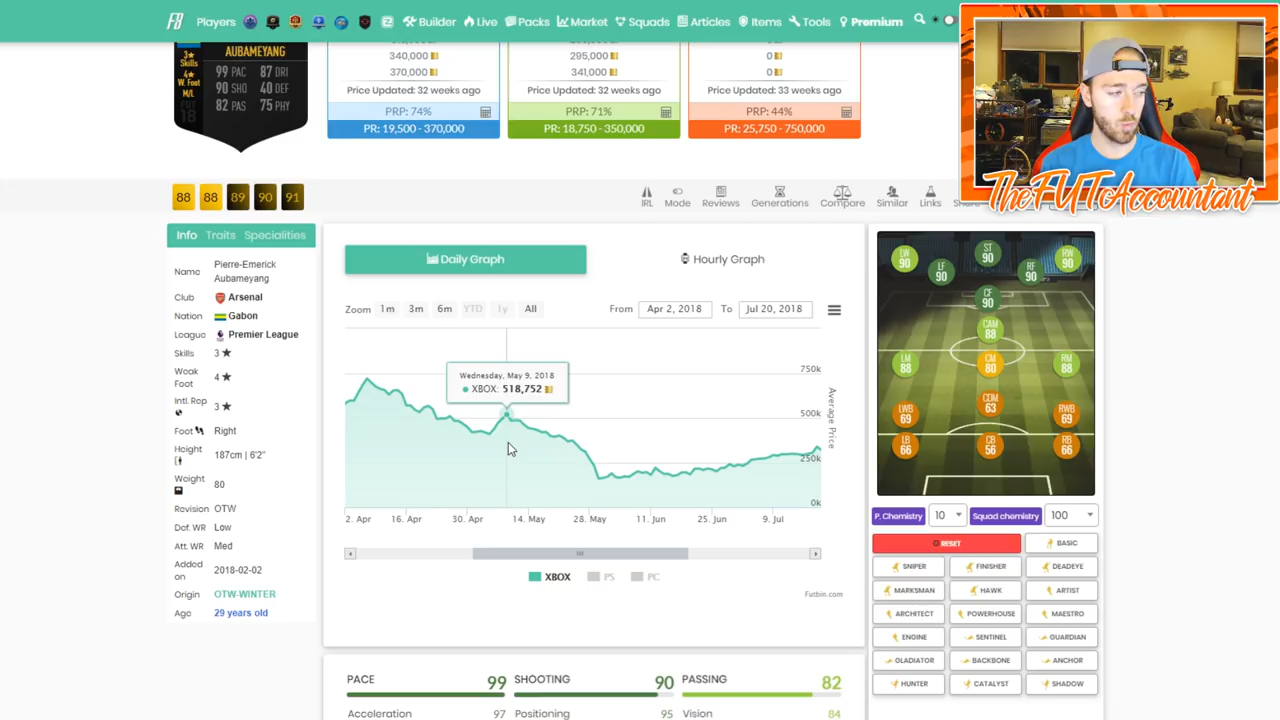 F8 Players Builder Live Packs Market Squads Articles Items Tools Premium
AUBAMEYANG
3★ Skills
4★ W. Foot
M/L
99 PAC 87 DRI
90 SHO 40 DEF
82 PAS 75 PHY
FUT 18
340,000
370,000
Price Updated: 32 weeks ago
PRP: 74%
PR: 19,500 - 370,000
295,000
341,000
Price Updated: 32 weeks ago
PRP: 71%
PR: 18,750 - 350,000
0
0
Price Updated: 33 weeks ago
PRP: 44%
PR: 25,750 - 750,000
TheFUTAccountant
88 88 89 90 91
IRL Mode Reviews Generations Compare Similar Links
Info Traits Specialities
Name Pierre-Emerick Aubameyang
Club Arsenal
Nation Gabon
League Premier League
Skills 3 ★
Weak Foot 4 ★
Intl. Rep 3 ★
Foot Right
Height 187cm | 6'2"
Weight 80
Revision OTW
Def. WR Low
Att. WR Med
Added on 2018-02-02
Origin OTW-WINTER
Age 29 years old
Daily Graph Hourly Graph
Zoom 1m 3m 6m YTD 1y All From Apr 2, 2018 To Jul 20, 2018
Wednesday, May 9, 2018
XBOX: 518,752
750k
500k
250k
0k
Average Price
2. Apr 16. Apr 30. Apr 14. May 28. May 11. Jun 25. Jun 9. Jul
XBOX PS PC
Futbin.com
PACE 99 SHOOTING 90 PASSING 82
Acceleration 97 Positioning 95 Vision 84
LW 90
ST 90
RW 90
LF 90
RF 90
CF 90
CAM 88
LM 88
CM 80
RM 88
CDM 63
LWB 69
RWB 69
LB 66
CB 56
RB 66
P. Chemistry 10 Squad chemistry 100
RESET BASIC
SNIPER FINISHER DEADEYE
MARKSMAN HAWK ARTIST
ARCHITECT POWERHOUSE MAESTRO
ENGINE SENTINEL GUARDIAN
GLADIATOR BACKBONE ANCHOR
HUNTER CATALYST SHADOW